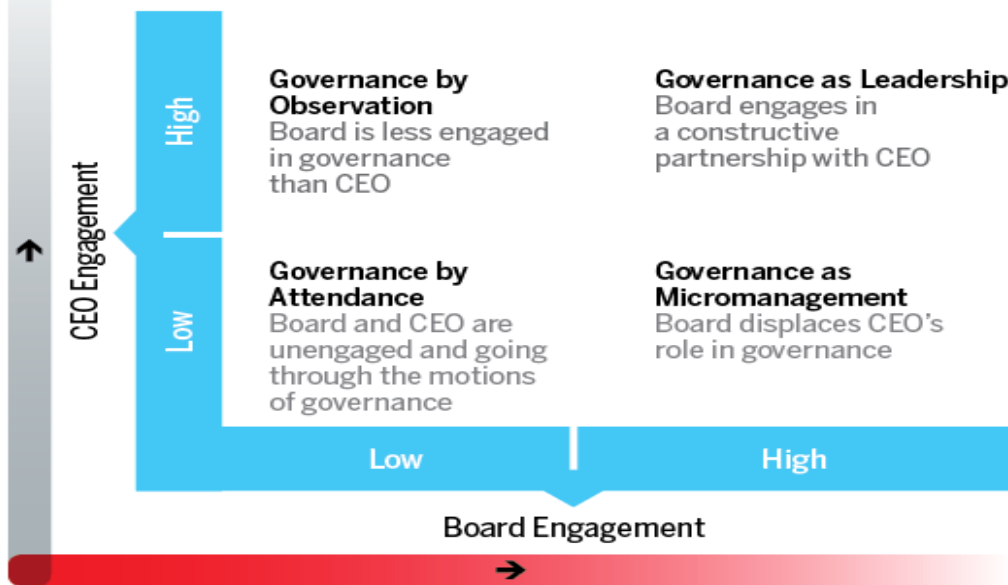 Governance by
Observation
Board is less engaged
in governance
than CEO
Governance as Leadership
Board engages in
a constructive
partnership with CEO
High
CEO Engagement
Low
Governance by
Attendance
Board and CEO are
unengaged and going
through the motions
of governance
Governance as
Micromanagement
Board displaces CEO’s
role in governance
Low
High
Board Engagement